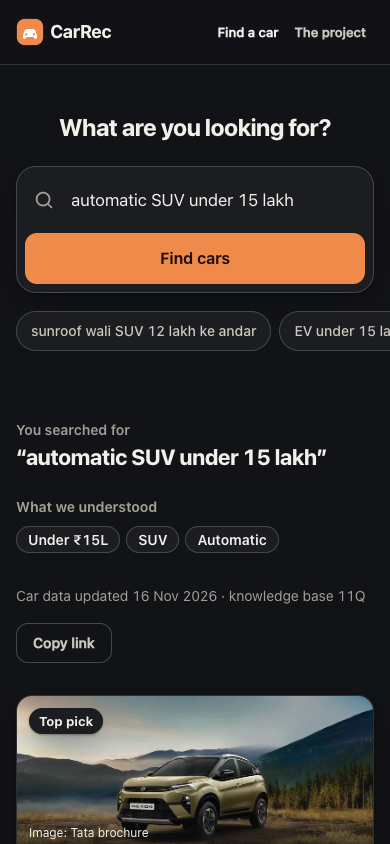 CarRec
Find a car
The project
What are you looking for?
automatic SUV under 15 lakh
Find cars
sunroof wali SUV 12 lakh ke andar
EV under 15 la
You searched for
“automatic SUV under 15 lakh”
What we understood
Under ₹15L
SUV
Automatic
Car data updated 16 Nov 2026 · knowledge base 11Q
Copy link
Top pick
NEXON
Image: Tata brochure